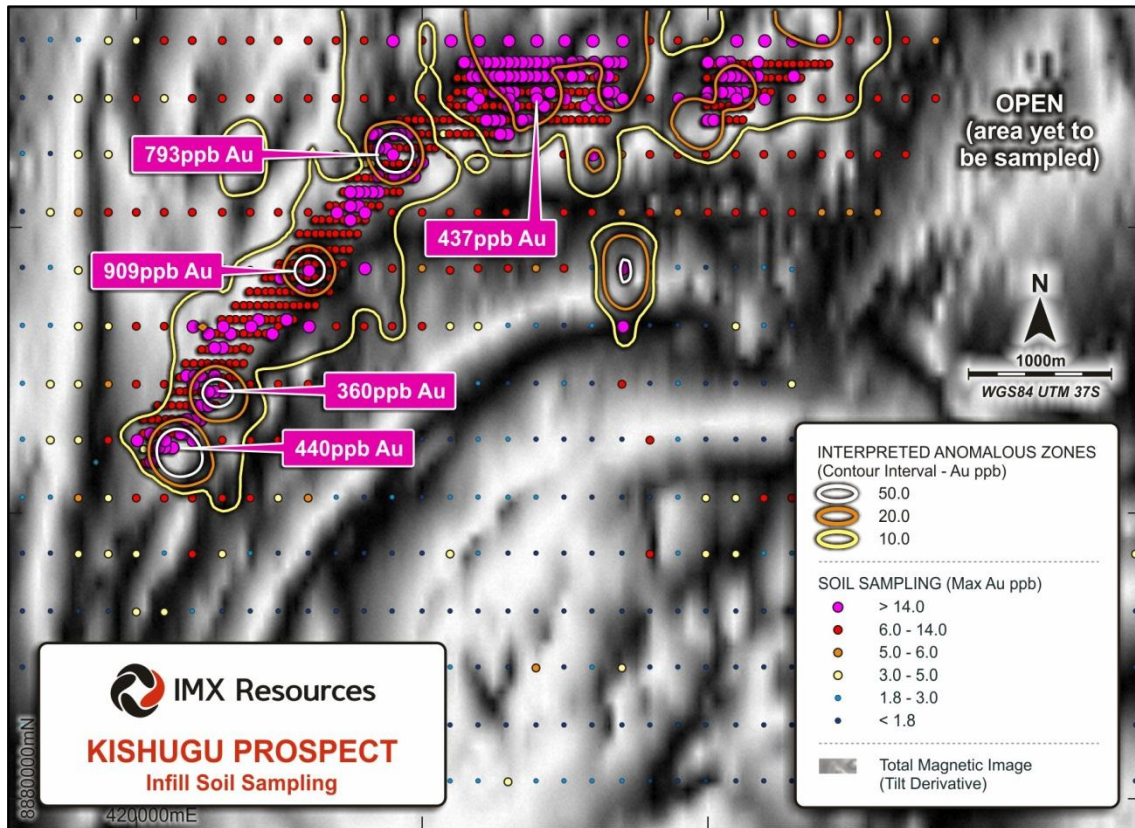 793ppb Au
437ppb Au
909ppb Au
360ppb Au
440ppb Au
OPEN
(area yet to
be sampled)
N
1000m
WGS84 UTM 37S
INTERPRETED ANOMALOUS ZONES
(Contour Interval - Au ppb)
50.0
20.0
10.0
SOIL SAMPLING (Max Au ppb)
> 14.0
6.0 - 14.0
5.0 - 6.0
3.0 - 5.0
1.8 - 3.0
< 1.8
Total Magnetic Image
(Tilt Derivative)
IMX Resources
KISHUGU PROSPECT
Infill Soil Sampling
8880000mN
420000mE